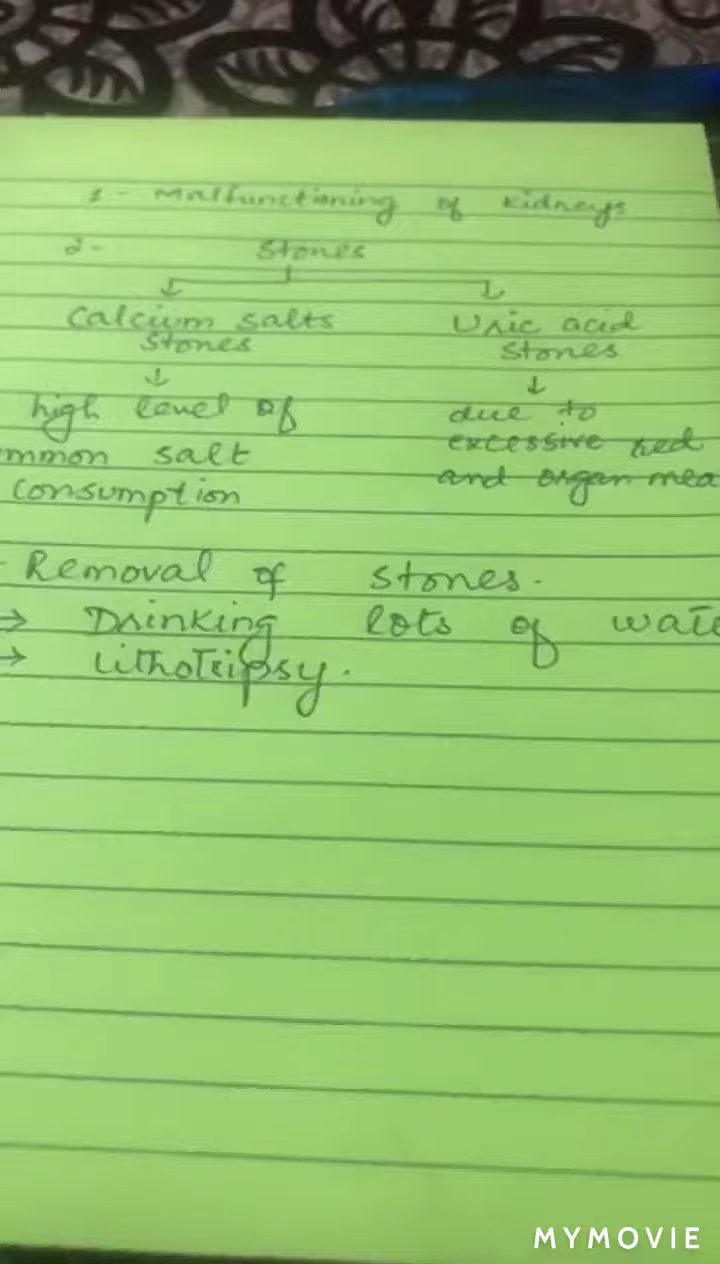 1- Malfunctioning of kidneys
2- Stones
Calcium salts Stones
Uric acid stones
high level of
mmon salt
consumption
due to
excessive red
and organ mea
Removal of stones.
→ Drinking lots of wate
→ Lithotripsy.
MYMOVIE